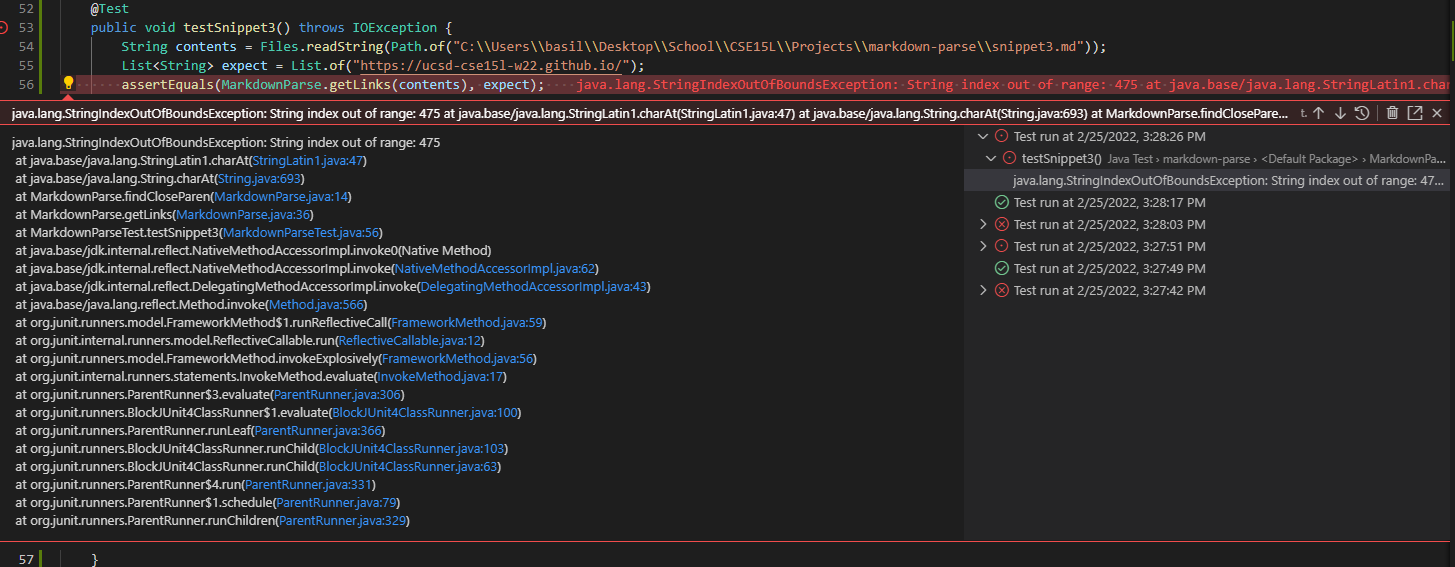 52 @Test
53 public void testSnippet3() throws IOException {
54 String contents = Files.readString(Path.of("C:\\Users\\basil\\Desktop\\School\\CSE15L\\Projects\\markdown-parse\\snippet3.md"));
55 List<String> expect = List.of("https://ucsd-cse15l-w22.github.io/");
56 assertEquals(MarkdownParse.getLinks(contents), expect); java.lang.StringIndexOutOfBoundsException: String index out of range: 475 at java.base/java.lang.StringLatin1.char
java.lang.StringIndexOutOfBoundsException: String index out of range: 475 at java.base/java.lang.StringLatin1.charAt(StringLatin1.java:47) at java.base/java.lang.String.charAt(String.java:693) at MarkdownParse.findClosePare... t.
java.lang.StringIndexOutOfBoundsException: String index out of range: 475
at java.base/java.lang.StringLatin1.charAt(StringLatin1.java:47)
at java.base/java.lang.String.charAt(String.java:693)
at MarkdownParse.findCloseParen(MarkdownParse.java:14)
at MarkdownParse.getLinks(MarkdownParse.java:36)
at MarkdownParseTest.testSnippet3(MarkdownParseTest.java:56)
at java.base/jdk.internal.reflect.NativeMethodAccessorImpl.invoke0(Native Method)
at java.base/jdk.internal.reflect.NativeMethodAccessorImpl.invoke(NativeMethodAccessorImpl.java:62)
at java.base/jdk.internal.reflect.DelegatingMethodAccessorImpl.invoke(DelegatingMethodAccessorImpl.java:43)
at java.base/java.lang.reflect.Method.invoke(Method.java:566)
at org.junit.runners.model.FrameworkMethod$1.runReflectiveCall(FrameworkMethod.java:59)
at org.junit.internal.runners.model.ReflectiveCallable.run(ReflectiveCallable.java:12)
at org.junit.runners.model.FrameworkMethod.invokeExplosively(FrameworkMethod.java:56)
at org.junit.internal.runners.statements.InvokeMethod.evaluate(InvokeMethod.java:17)
at org.junit.runners.ParentRunner$3.evaluate(ParentRunner.java:306)
at org.junit.runners.BlockJUnit4ClassRunner$1.evaluate(BlockJUnit4ClassRunner.java:100)
at org.junit.runners.ParentRunner.runLeaf(ParentRunner.java:366)
at org.junit.runners.BlockJUnit4ClassRunner.runChild(BlockJUnit4ClassRunner.java:103)
at org.junit.runners.BlockJUnit4ClassRunner.runChild(BlockJUnit4ClassRunner.java:63)
at org.junit.runners.ParentRunner$4.run(ParentRunner.java:331)
at org.junit.runners.ParentRunner$1.schedule(ParentRunner.java:79)
at org.junit.runners.ParentRunner.runChildren(ParentRunner.java:329)
Test run at 2/25/2022, 3:28:26 PM
testSnippet3() Java Test › markdown-parse › <Default Package> › MarkdownPa...
java.lang.StringIndexOutOfBoundsException: String index out of range: 47...
Test run at 2/25/2022, 3:28:17 PM
Test run at 2/25/2022, 3:28:03 PM
Test run at 2/25/2022, 3:27:51 PM
Test run at 2/25/2022, 3:27:49 PM
Test run at 2/25/2022, 3:27:42 PM
57 }